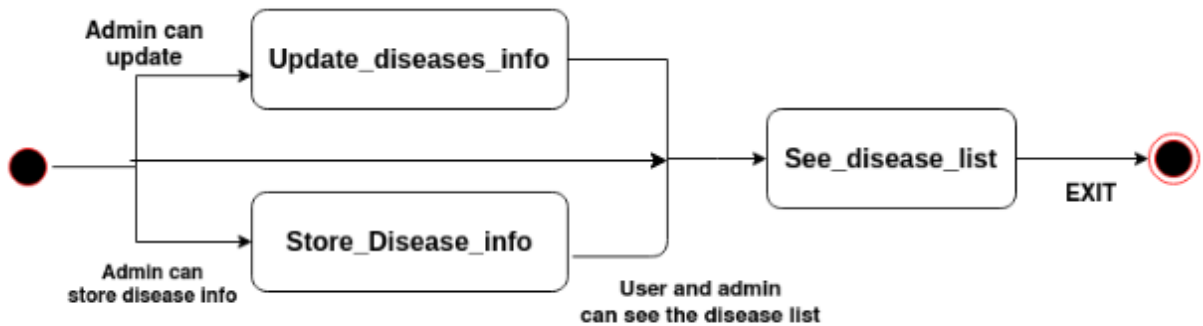 Admin can
update
Update_diseases_info
See_disease_list
EXIT
Store_Disease_info
Admin can
store disease info
User and admin
can see the disease list